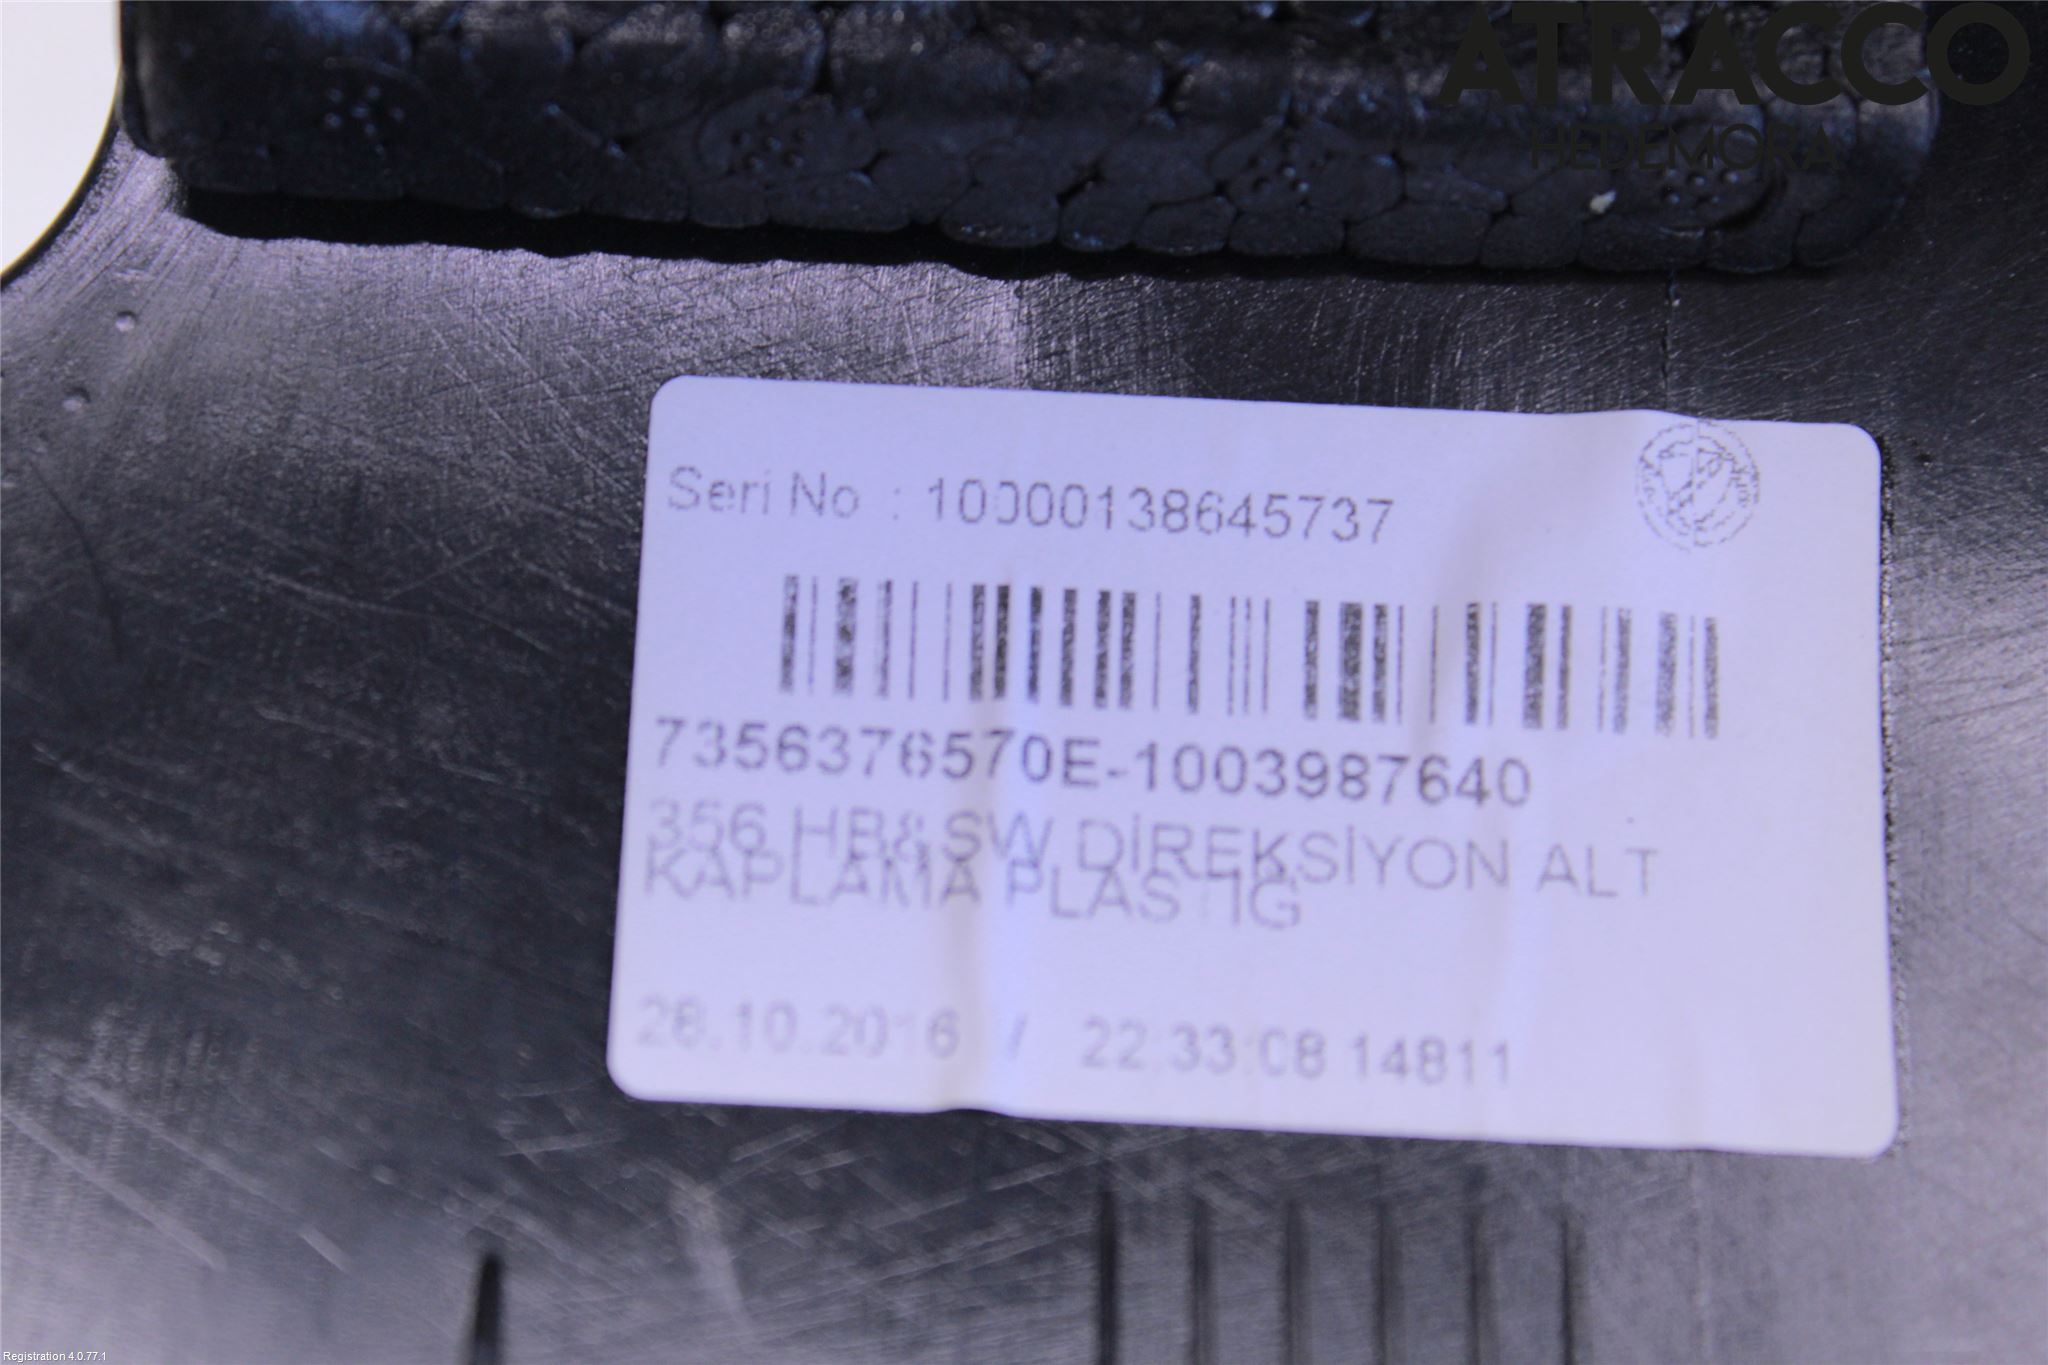 ATRACCO
HEDEMORA
Seri No : 10000138645737
7356376570E-1003987640
356 HB&SW DİREKSİYON ALT
KAPLAMA PLASTIG
28.10.2016 / 22:33:08 14811
Registration 4.0.77.1